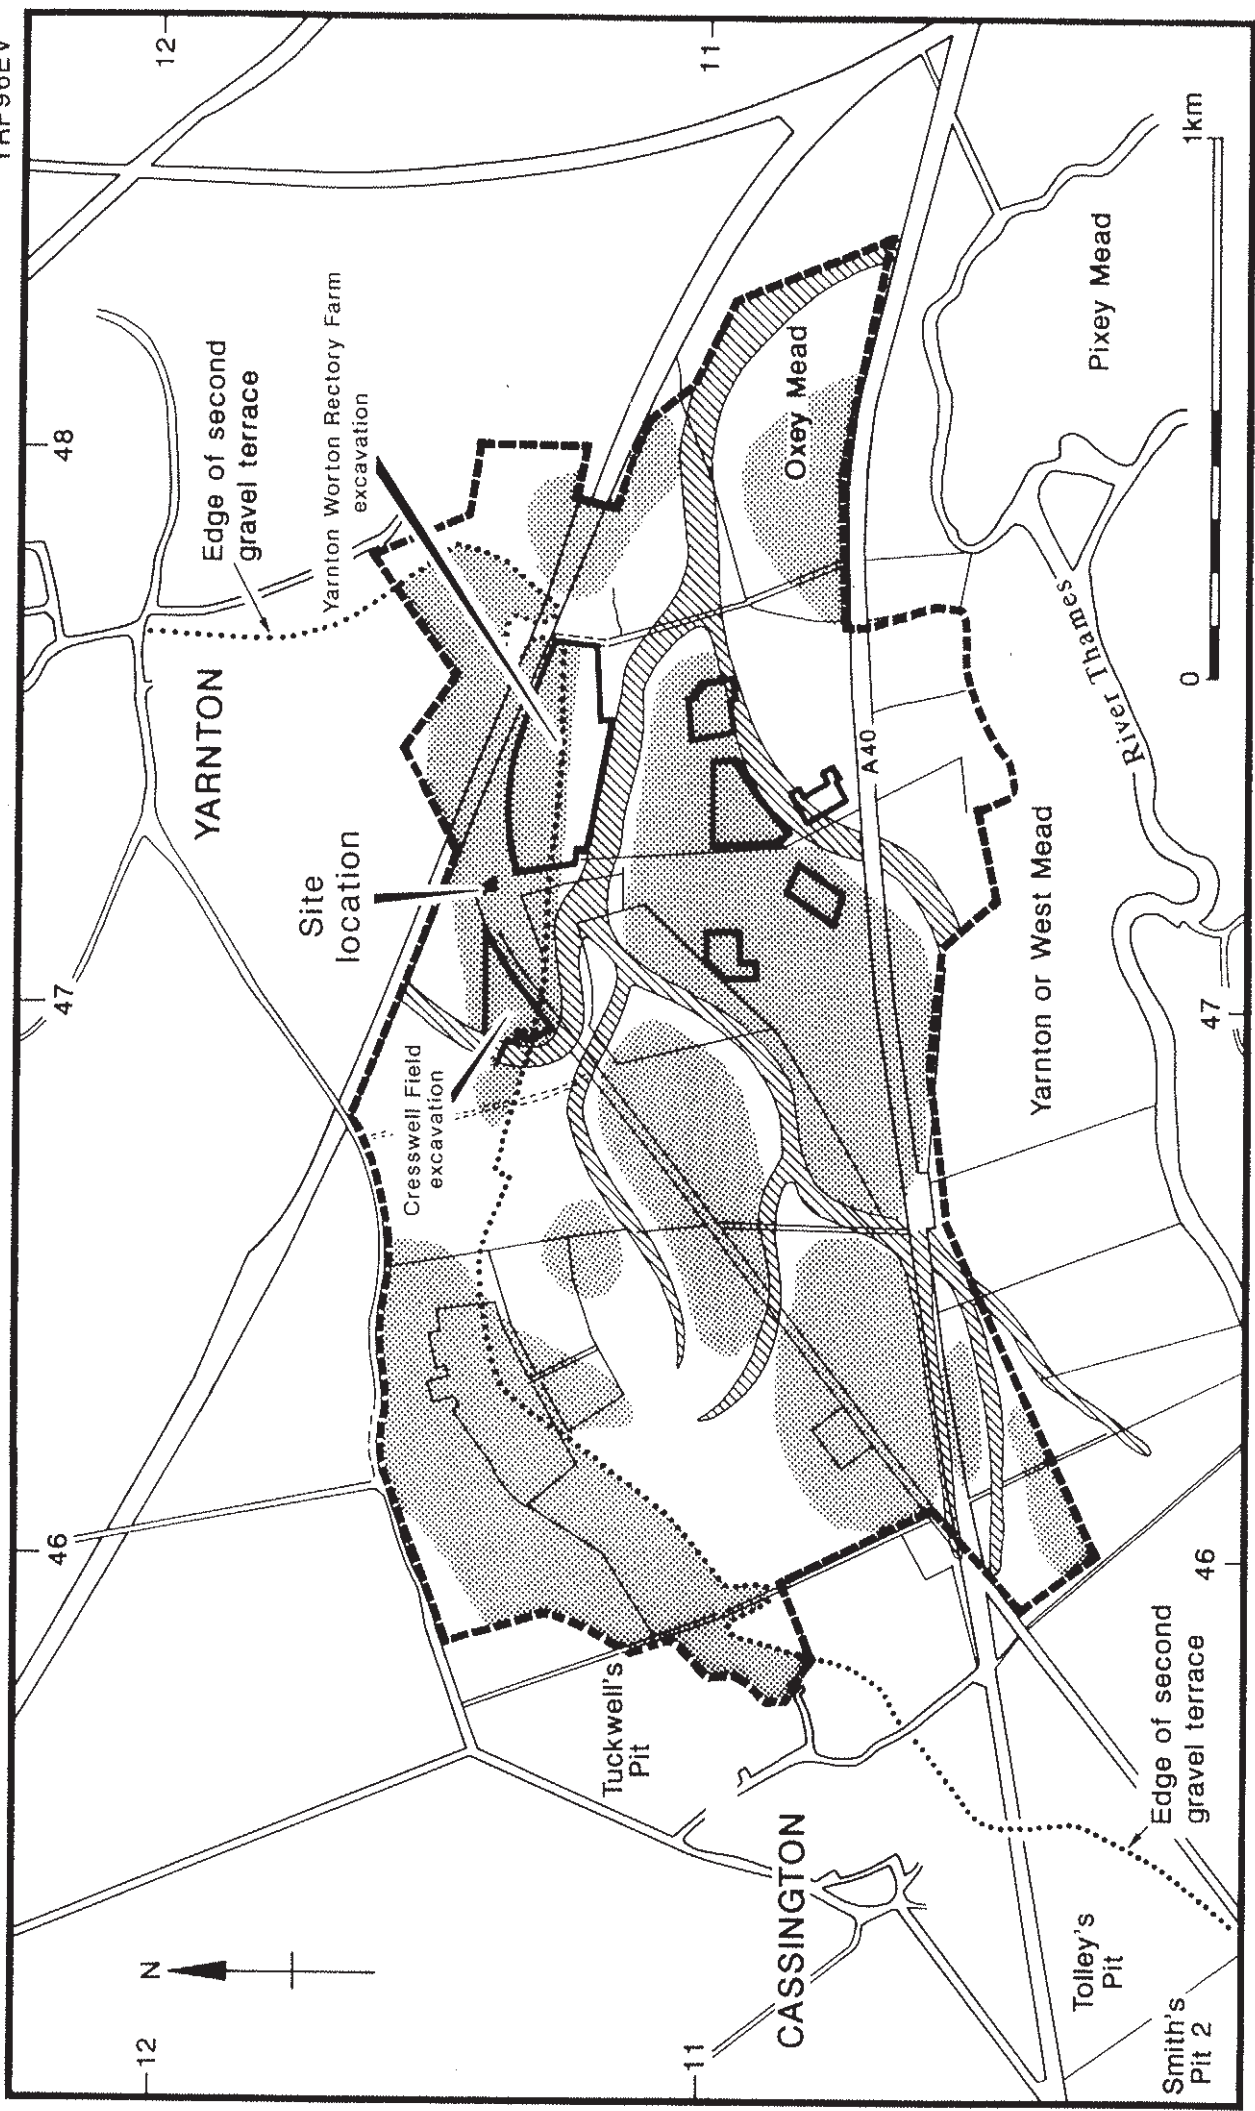 46
47
48
12
N
12
YARNTON
Edge of second
gravel terrace
Site
location
Yarnton Worton Rectory Farm
excavation
Cresswell Field
excavation
Tuckwell's
Pit
11
11
CASSINGTON
Oxey Mead
A40
Yarnton or West Mead
River Thames
Pixey Mead
Tolley's
Pit
Edge of second
gravel terrace
Smith's
Pit 2
46
47
0
1km